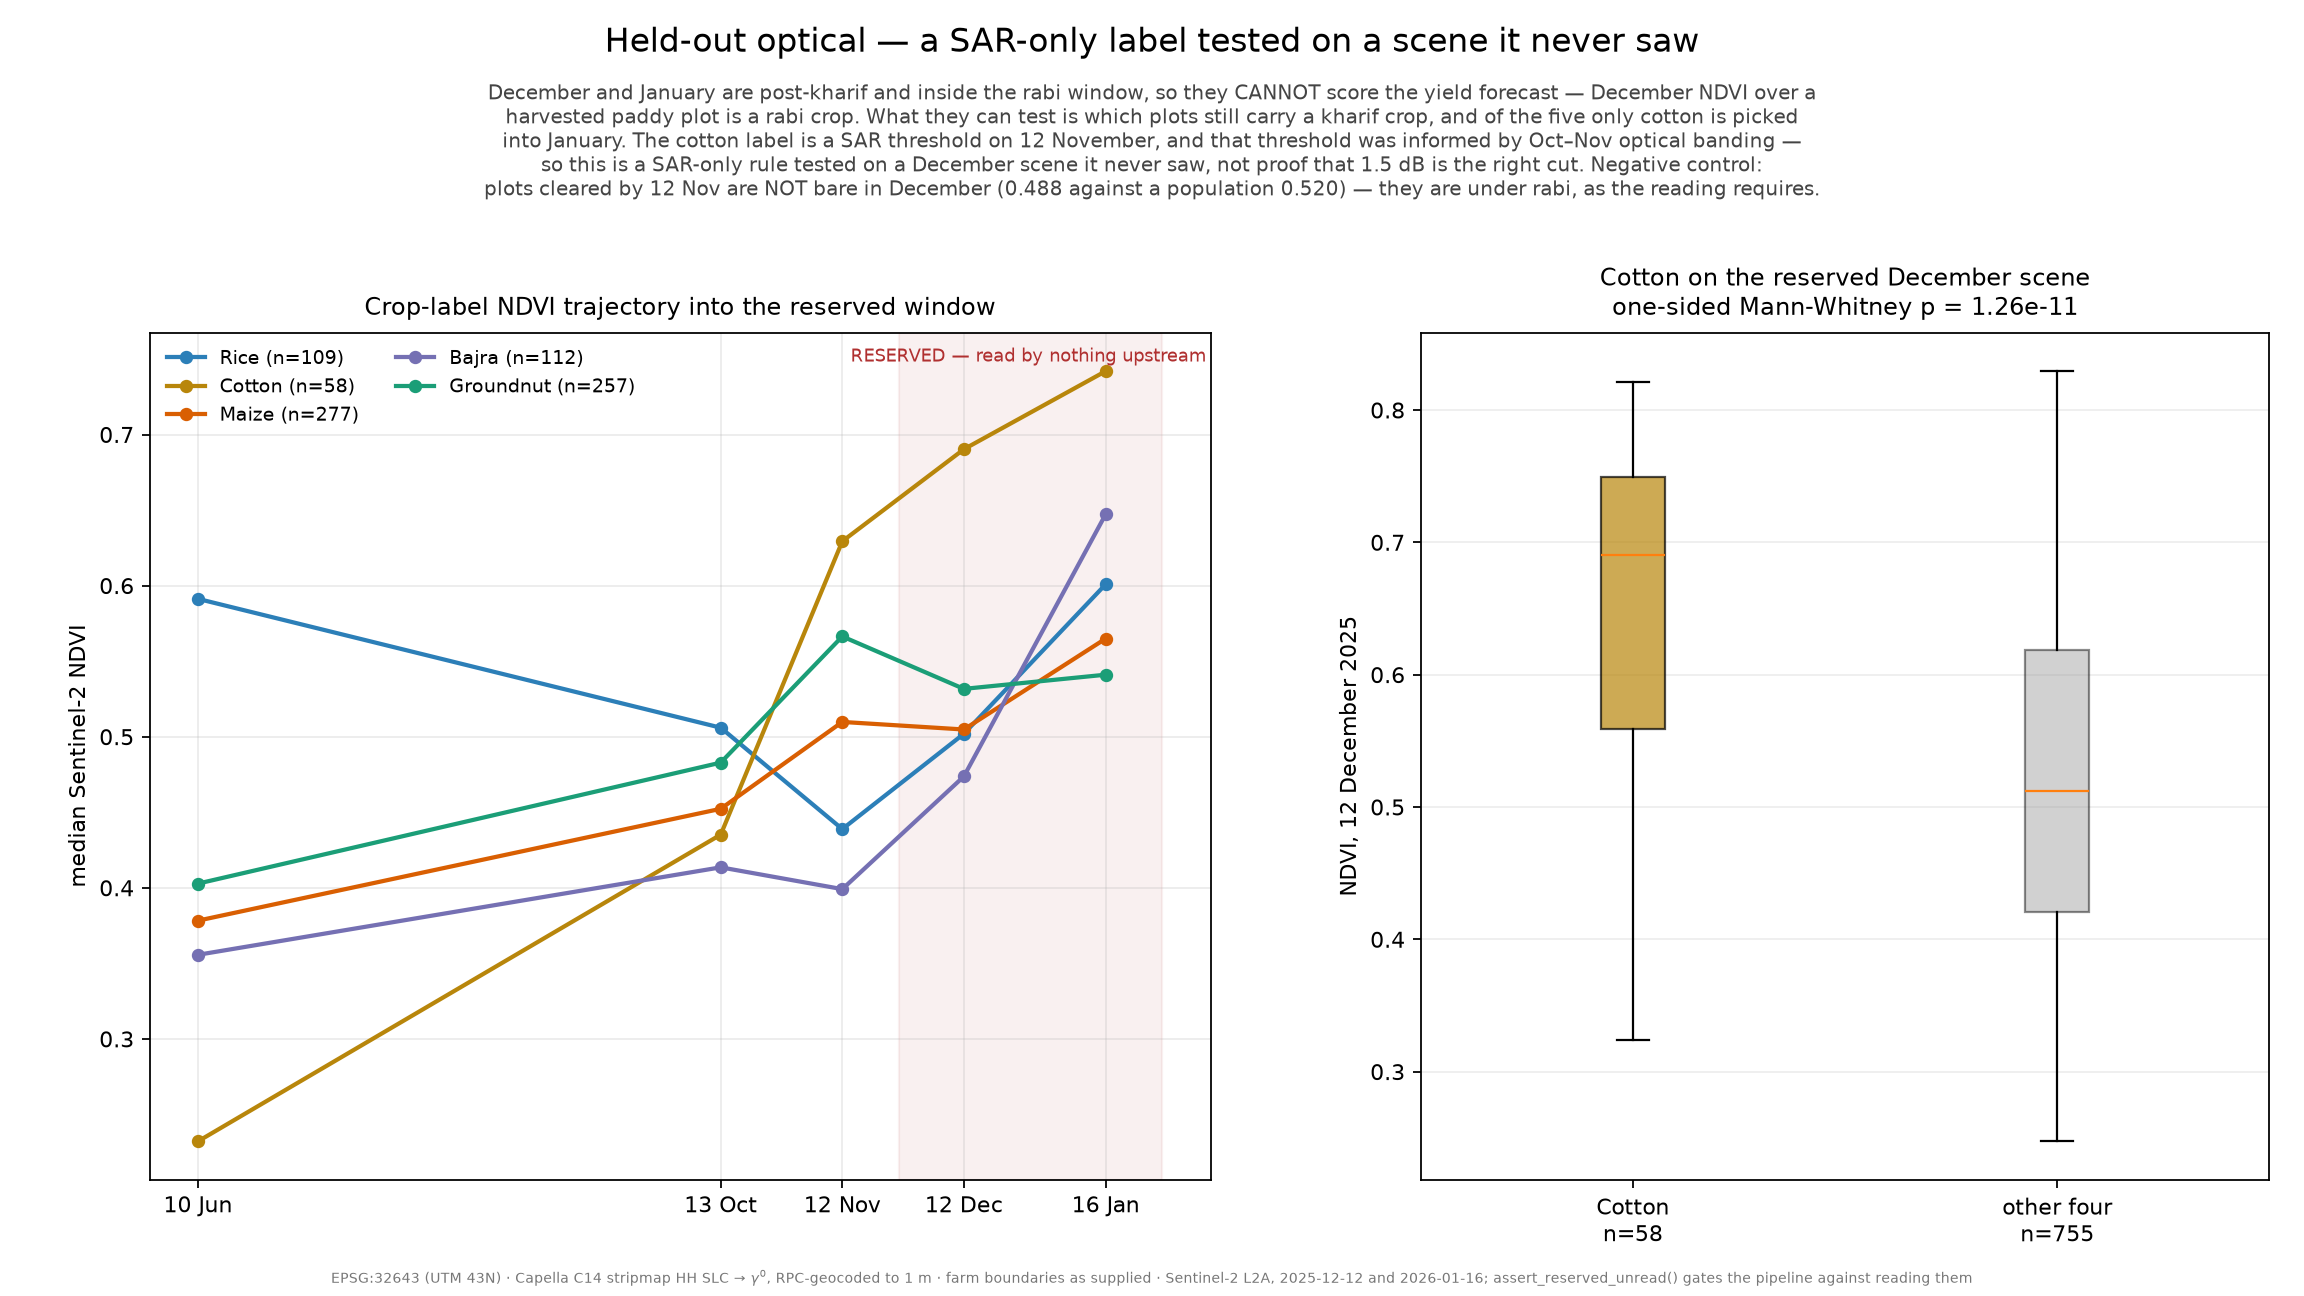 Held-out optical — a SAR-only label tested on a scene it never saw
December and January are post-kharif and inside the rabi window, so they CANNOT score the yield forecast — December NDVI over a
harvested paddy plot is a rabi crop. What they can test is which plots still carry a kharif crop, and of the five only cotton is picked
into January. The cotton label is a SAR threshold on 12 November, and that threshold was informed by Oct–Nov optical banding —
so this is a SAR-only rule tested on a December scene it never saw, not proof that 1.5 dB is the right cut. Negative control:
plots cleared by 12 Nov are NOT bare in December (0.488 against a population 0.520) — they are under rabi, as the reading requires.
Crop-label NDVI trajectory into the reserved window
Rice (n=109)
Cotton (n=58)
Maize (n=277)
Bajra (n=112)
Groundnut (n=257)
RESERVED — read by nothing upstream
median Sentinel-2 NDVI
0.7
0.6
0.5
0.4
0.3
10 Jun
13 Oct
12 Nov
12 Dec
16 Jan
Cotton on the reserved December scene
one-sided Mann-Whitney p = 1.26e-11
NDVI, 12 December 2025
0.8
0.7
0.6
0.5
0.4
0.3
Cotton
n=58
other four
n=755
EPSG:32643 (UTM 43N) · Capella C14 stripmap HH SLC → γ⁰, RPC-geocoded to 1 m · farm boundaries as supplied · Sentinel-2 L2A, 2025-12-12 and 2026-01-16; assert_reserved_unread() gates the pipeline against reading them